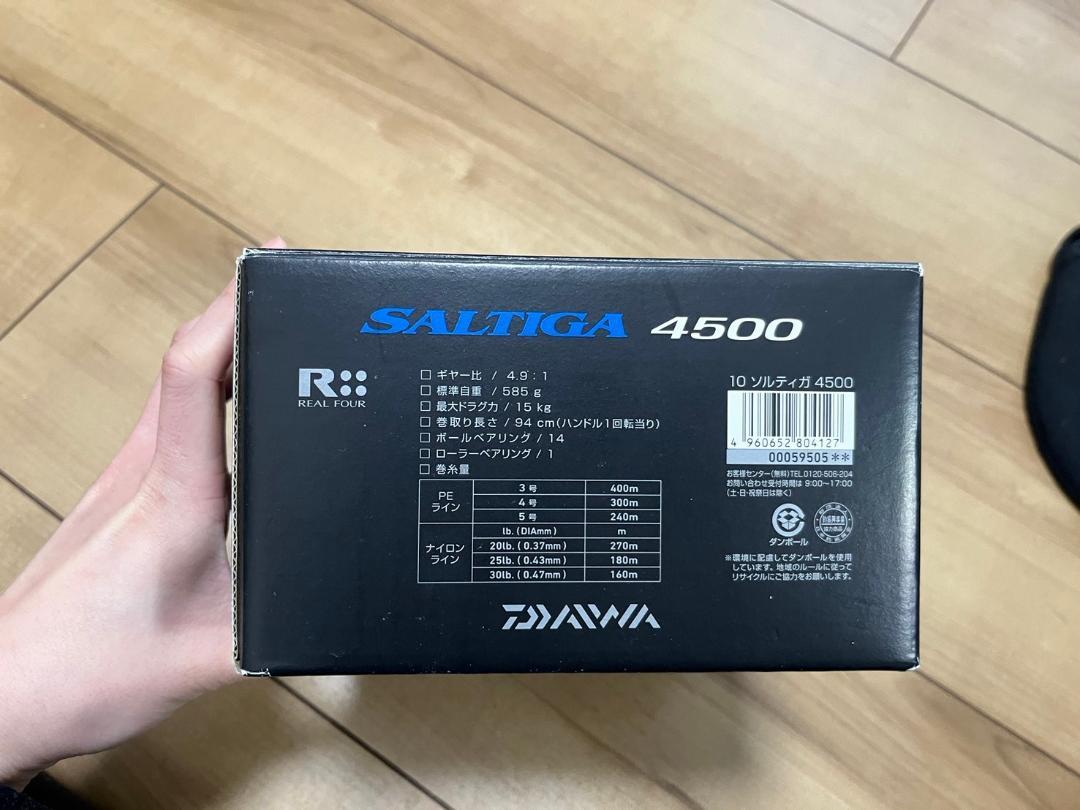 SALTIGA 4500
R
REAL FOUR
□ ギヤー比 / 4.9 : 1
□ 標準自重 / 585 g
□ 最大ドラグ力 / 15 kg
□ 巻取り長さ / 94 cm(ハンドル1回転当り)
□ ボールベアリング / 14
□ ローラーベアリング / 1
□ 巻糸量
PEライン 3号 400m
4号 300m
5号 240m
ナイロンライン lb.(DIAmm) m
20lb.(0.37mm) 270m
25lb.(0.43mm) 180m
30lb.(0.47mm) 160m
DAIWA
10 ソルティガ 4500
4 960652 804127
00059505**
お客様センター(無料)TEL.0120-506-204
お問い合わせ受付時間は 9:00〜17:00
(土・日・祝祭日は除く)
ダンボール
※環境に配慮してダンボールを使用
しています。地域のルールに従って
リサイクルにご協力をお願いします。